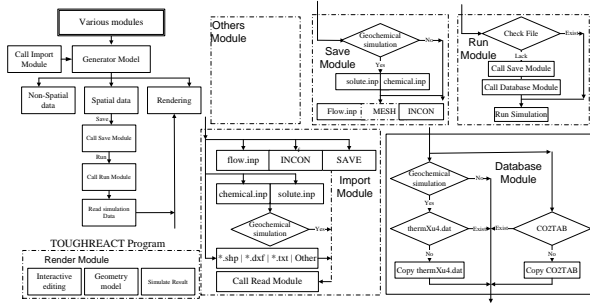 Various modules
Call Import
Module
Generator Model
Non-Spatial
data
Spatial
data
Rendering
Save
Call Save Module
Run
Call Run Module
Read simulation
Data
TOUGHREACT Program
Render Module
Interactive
editing
Geometry
model
Simulate Result
Others
Module
Geochemical
simulation
No
Save
Module
Yes
solute.inp
chemical.inp
Flow.inp
MESH
INCON
Check File
Exist
Run
Module
Lack
Call Save Module
Call Database Module
Run Simulation
flow.inp
INCON
SAVE
chemical.inp
solute.inp
Import
Module
Geochemical
simulation
Yes
*.shp | *.dxf | *.txt | Other
Call Read Module
Geochemical
simulation
No
Database
Module
Yes
thermXu4.dat
Exist
Exist
CO2TAB
No
No
Copy thermXu4.dat
Copy CO2TAB